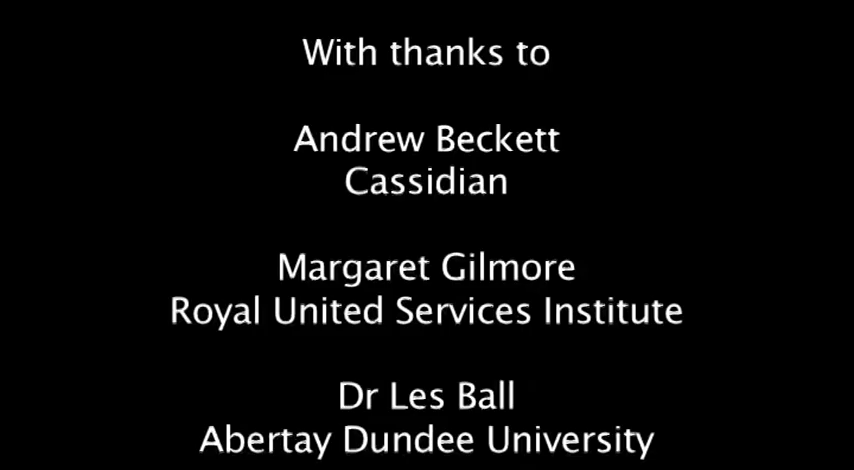 With thanks to
Andrew Beckett
Cassidian
Margaret Gilmore
Royal United Services Institute
Dr Les Ball
Abertay Dundee University